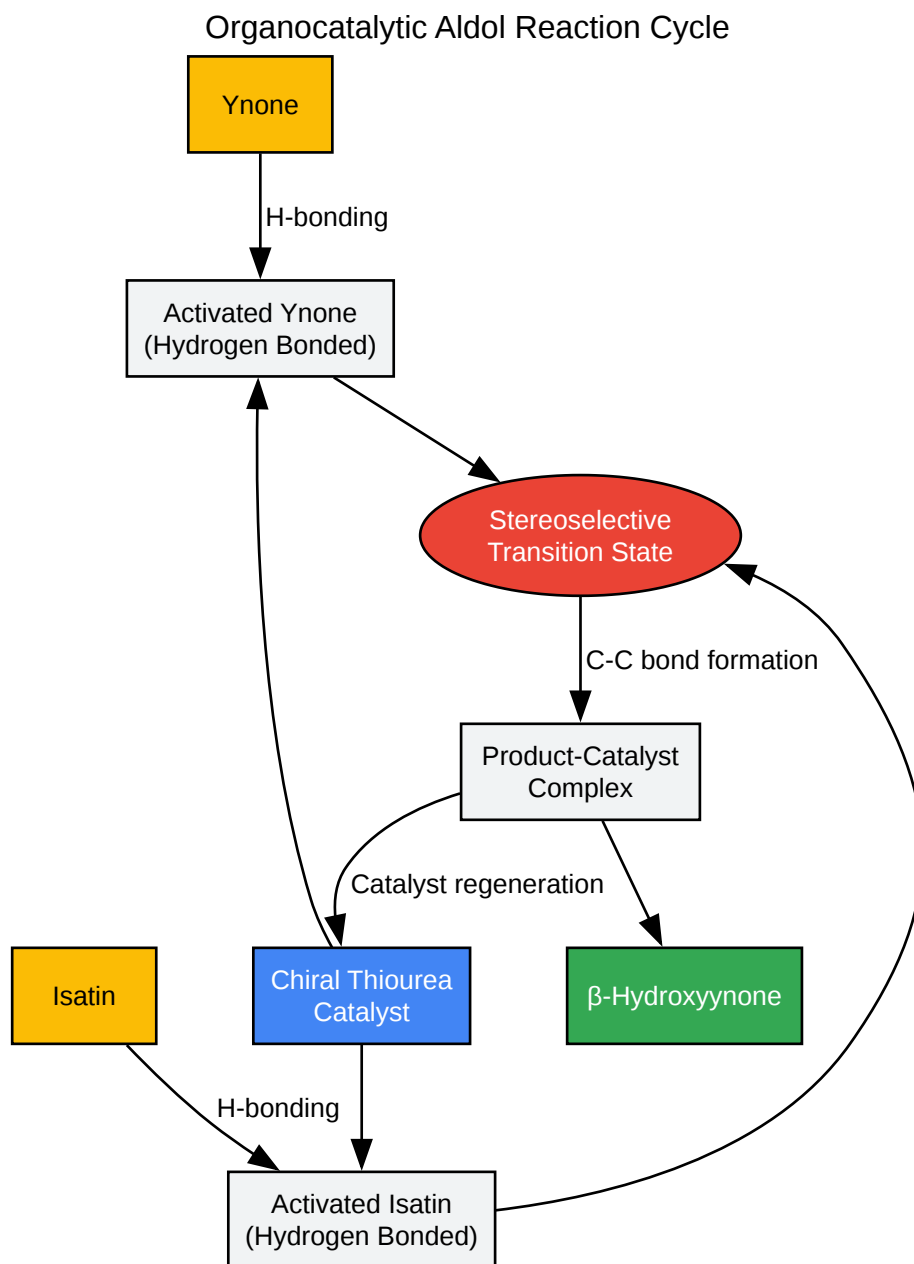 Organocatalytic Aldol Reaction Cycle
Ynone
H-bonding
Activated Ynone
(Hydrogen Bonded)
Stereoselective
Transition State
C-C bond formation
Product-Catalyst
Complex
Catalyst regeneration
Isatin
Chiral Thiourea
Catalyst
β-Hydroxyynone
H-bonding
Activated Isatin
(Hydrogen Bonded)